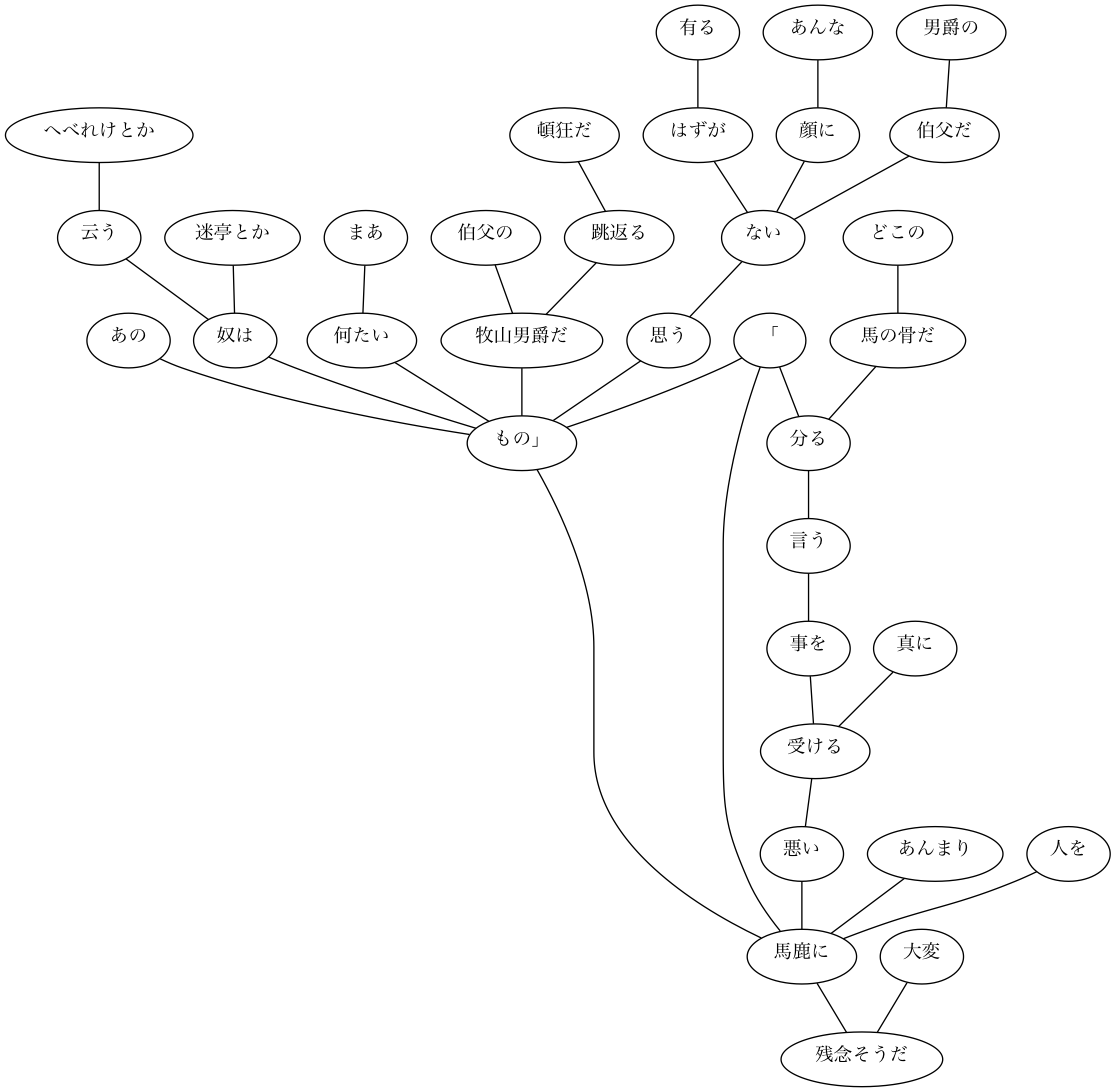 有る
あんな
男爵の
へべれけとか
頓狂だ
はずが
顔に
伯父だ
云う
迷亭とか
まあ
伯父の
跳返る
ない
どこの
あの
奴は
何たい
牧山男爵だ
思う
「
馬の骨だ
もの」
分る
言う
事を
真に
受ける
悪い
あんまり
人を
馬鹿に
大変
残念そうだ